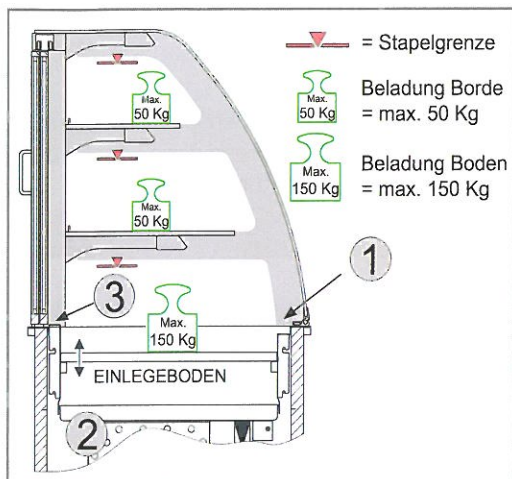 = Stapelgrenze
Max.
50 Kg
Max.
50 Kg
Beladung Borde
= max. 50 Kg
Max.
150 Kg
Beladung Boden
= max. 150 Kg
Max.
50 Kg
1
3
Max.
150 Kg
EINLEGEBODEN
2